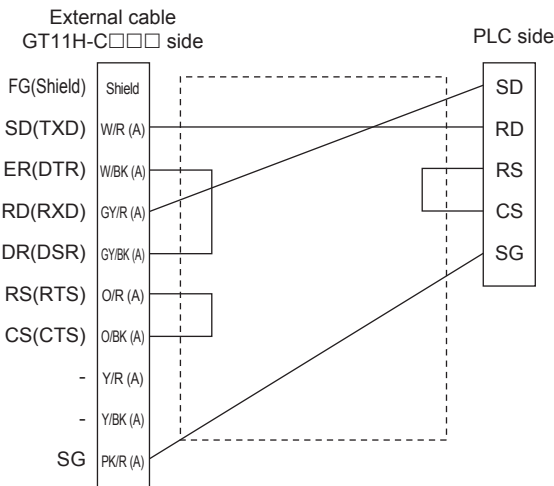 External cable
GT11H-C□□□ side
PLC side
FG(Shield) Shield SD
SD(TXD) W/R (A) RD
ER(DTR) W/BK (A) RS
RD(RXD) GY/R (A) CS
DR(DSR) GY/BK (A) SG
RS(RTS) O/R (A)
CS(CTS) O/BK (A)
- Y/R (A)
- Y/BK (A)
SG PK/R (A)